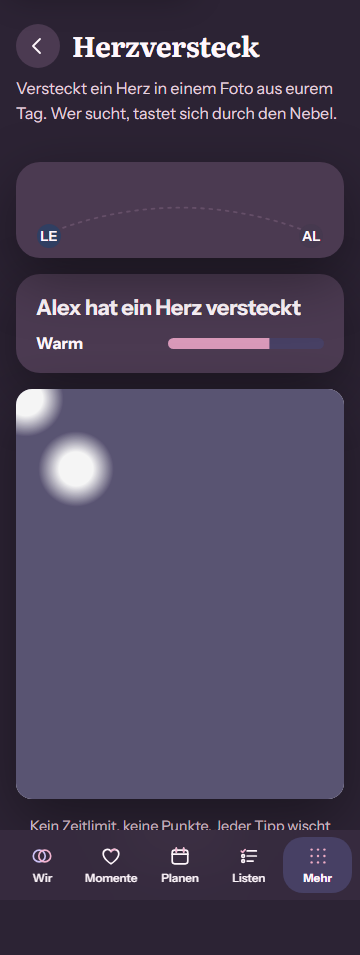 Herzversteck
Versteckt ein Herz in einem Foto aus eurem
Tag. Wer sucht, tastet sich durch den Nebel.
LE
AL
Alex hat ein Herz versteckt
Warm
Kein Zeitlimit, keine Punkte. Jeder Tipp wischt
Wir
Momente
Planen
Listen
Mehr